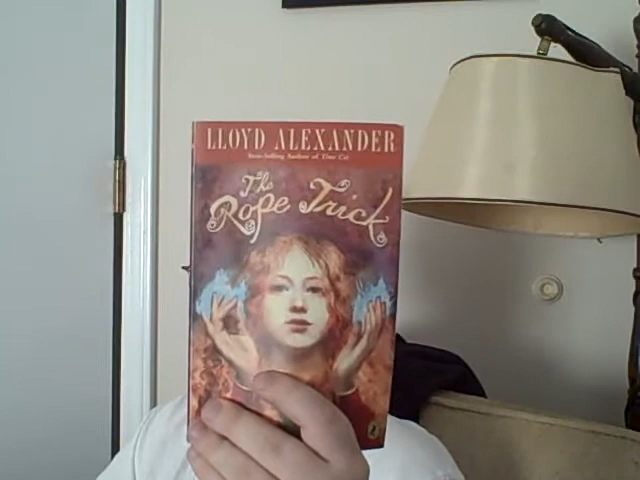 LLOYD ALEXANDER
Best-Selling Author of Time Cat
The
Rope Trick